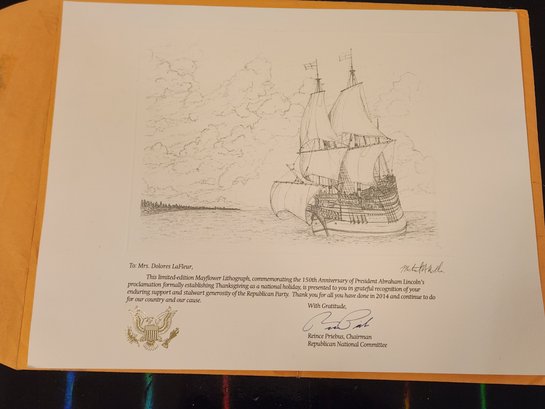 To: Mrs. Dolores LaFleur,
This limited-edition Mayflower Lithograph, commemorating the 150th Anniversary of President Abraham Lincoln's
proclamation formally establishing Thanksgiving as a national holiday, is presented to you in grateful recognition of your
enduring support and stalwart generosity of the Republican Party. Thank you for all you have done in 2014 and continue to do
for our country and our cause.
With Gratitude,
Reince Priebus, Chairman
Republican National Committee